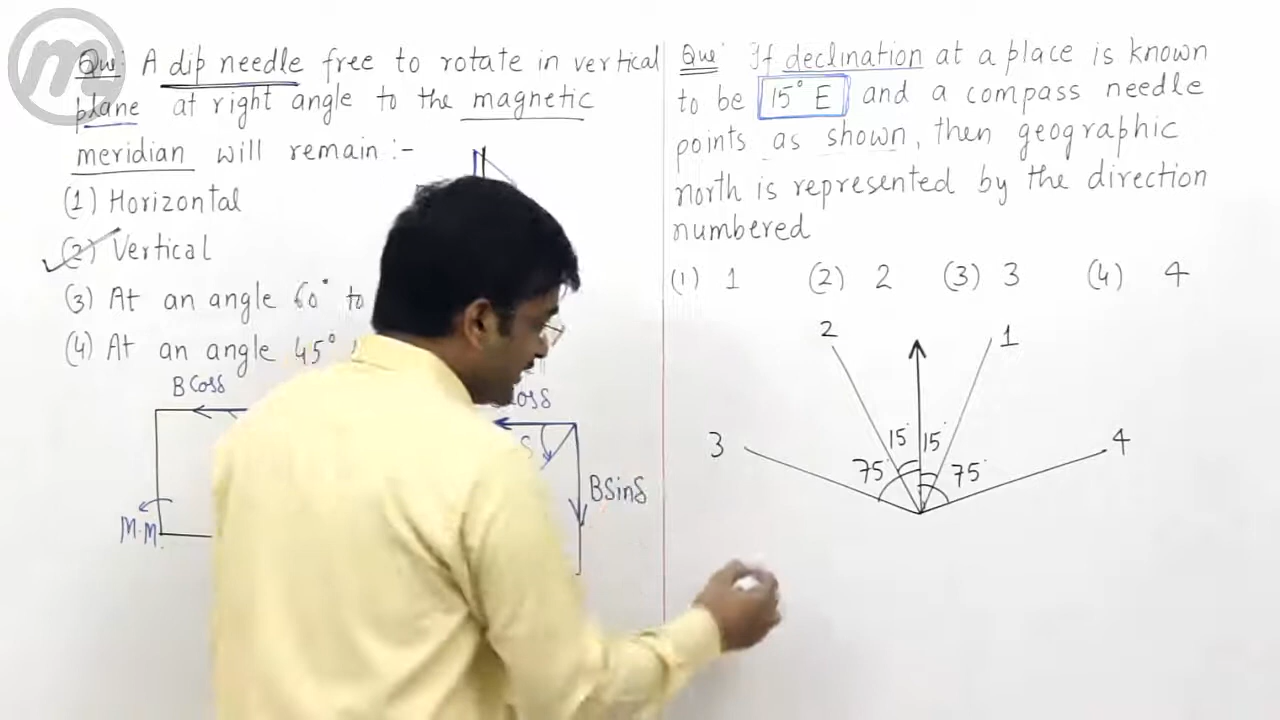 m
Que: A dip needle free to rotate in vertical
plane at right angle to the magnetic
meridian will remain :-
(1) Horizontal
(2) Vertical
(3) At an angle 60° to
(4) At an angle 45°
Bcosδ
M.M.
cosδ
δ
Bsinδ
Que: If declination at a place is known
to be 15° E and a compass needle
points as shown, then geographic
north is represented by the direction
numbered
(1) 1 (2) 2 (3) 3 (4) 4
2 1
3 15° 15° 4
75° 75°